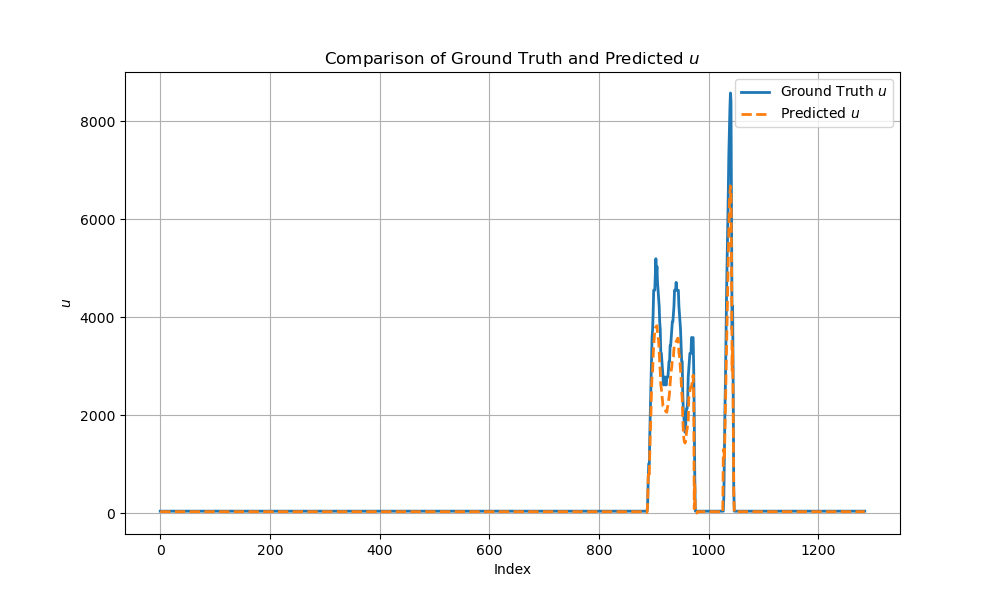 Comparison of Ground Truth and Predicted u
Ground Truth u
Predicted u
8000
6000
4000
2000
0
u
0 200 400 600 800 1000 1200
Index